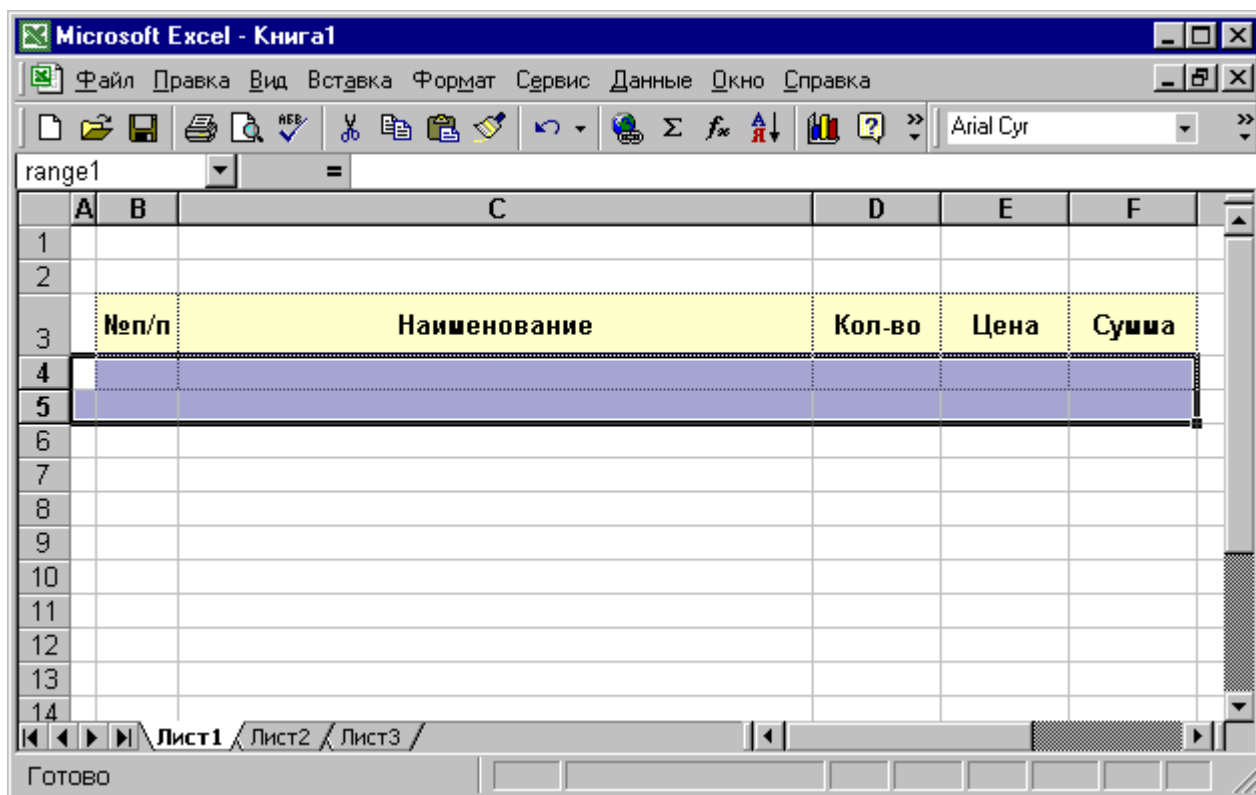 Microsoft Excel - Книга1
Файл Правка Вид Вставка Формат Сервис Данные Окно Справка
АБВ Σ fx А Я ? » Arial Cyr »
range1 =
A B C D E F
1
2
3 №п/п Наименование Кол-во Цена Сумма
4
5
6
7
8
9
10
11
12
13
14
Лист1 Лист2 Лист3
Готово